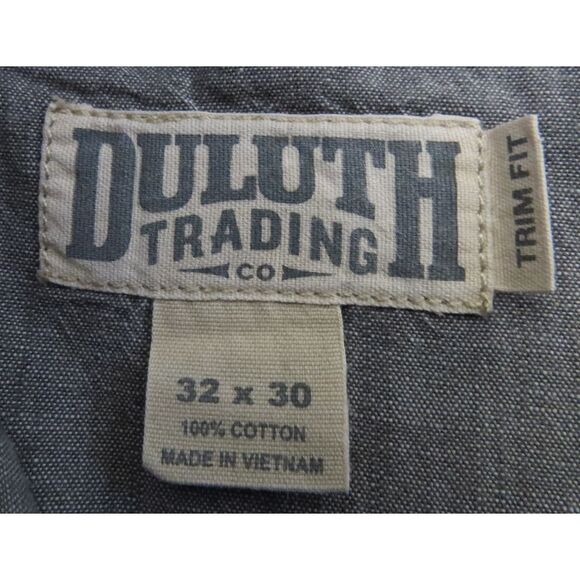 DULUTH
TRADING
CO
TRIM FIT
32 x 30
100% COTTON
MADE IN VIETNAM